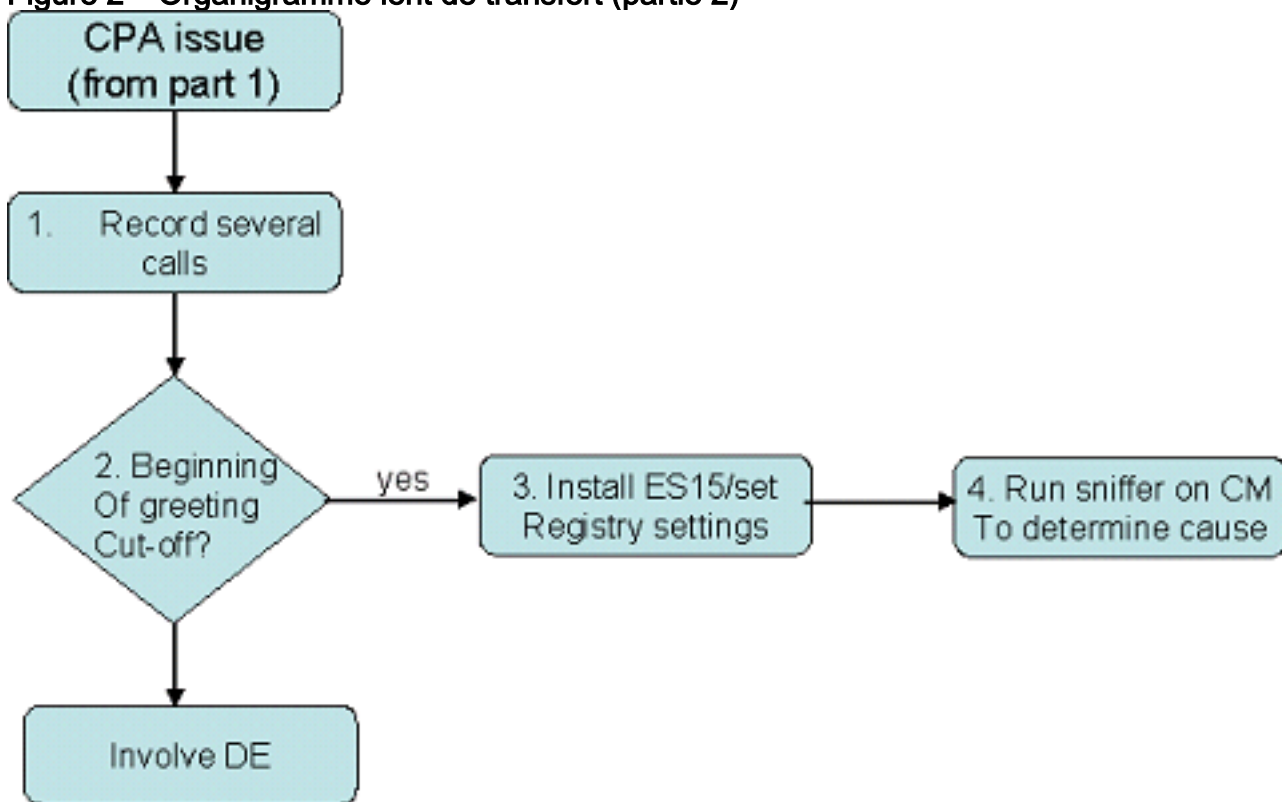 Figure 2 – Organigramme lent de transfert (partie 2)
CPA issue
(from part 1)
1. Record several
calls
2. Beginning
Of greeting
Cut-off?
yes
3. Install ES15/set
Registry settings
4. Run sniffer on CM
To determine cause
Involve DE